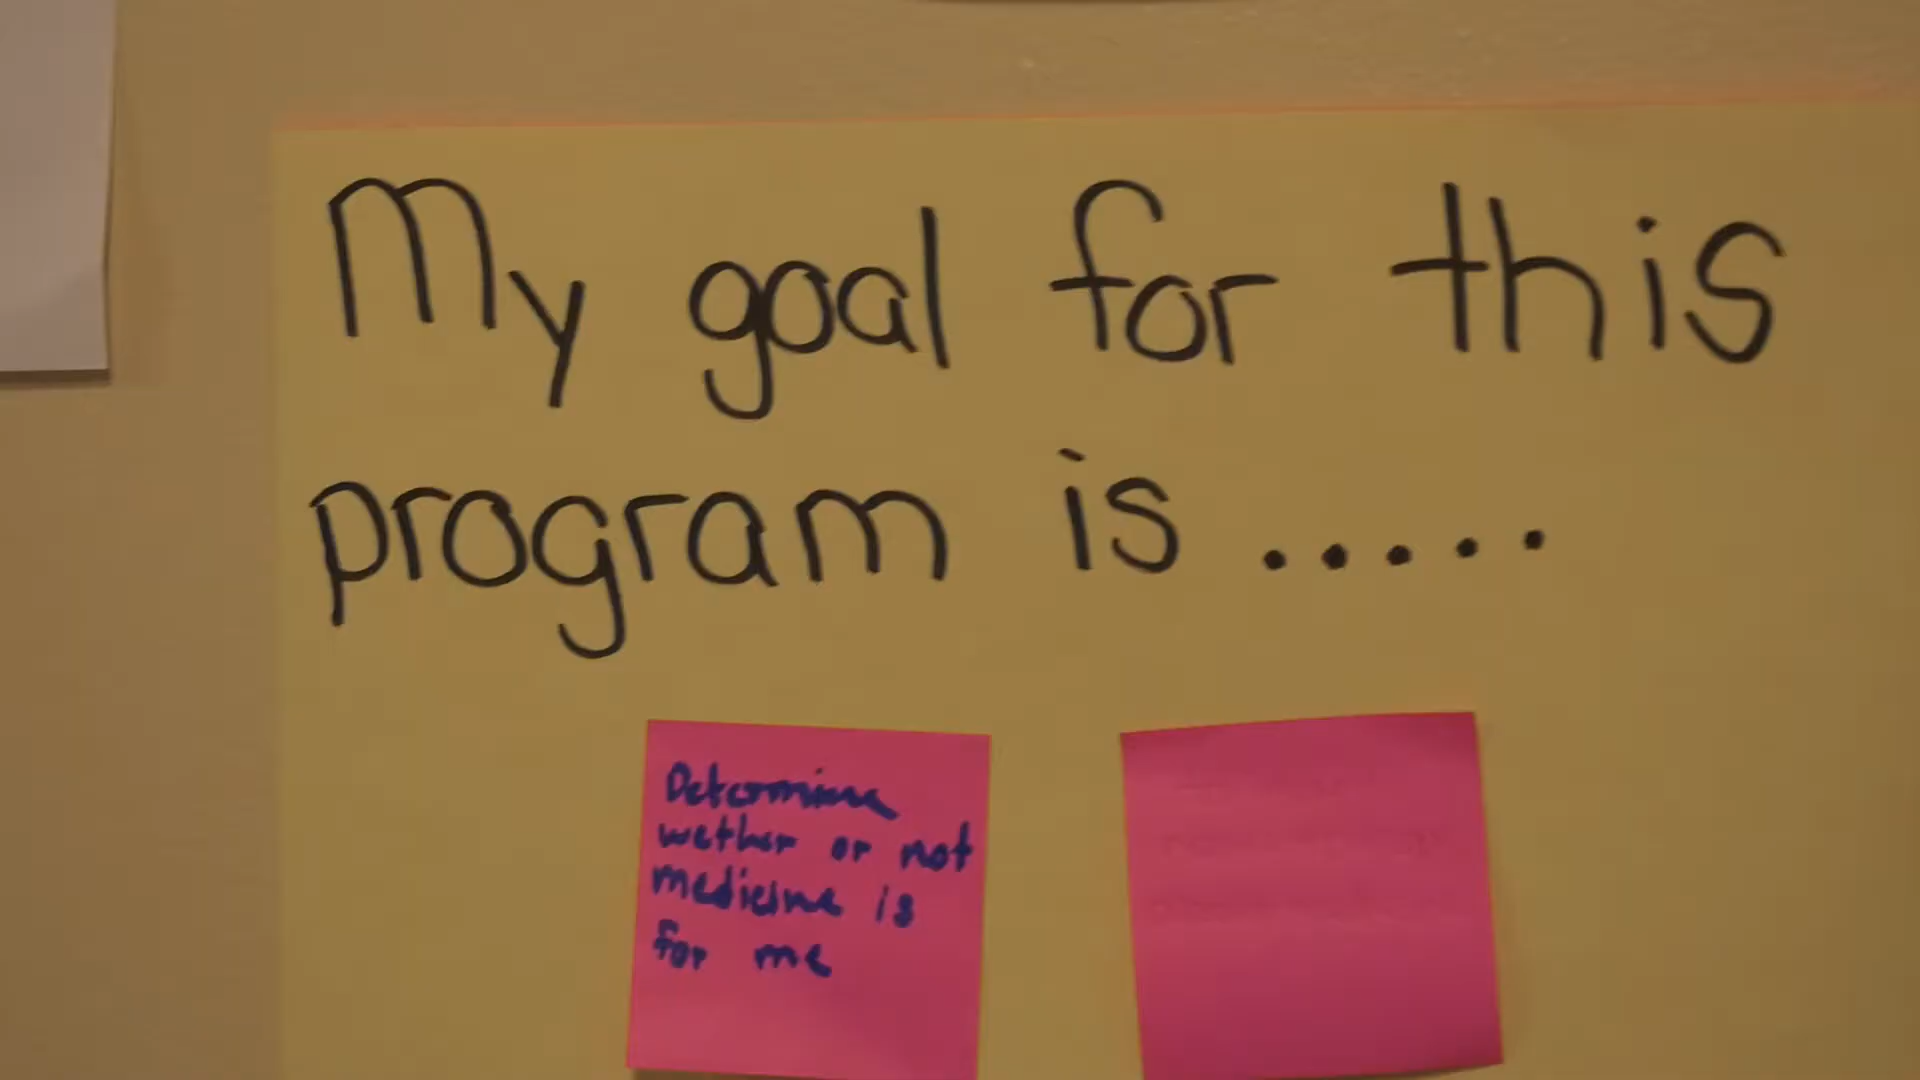 My goal for this
program is .....
Determine
wether or not
medicine is
for me